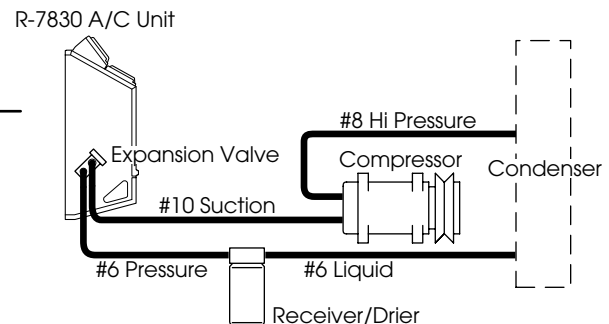 R-7830 A/C Unit
#8 Hi Pressure
Expansion Valve
Compressor
Condenser
#10 Suction
#6 Pressure
#6 Liquid
Receiver/Drier